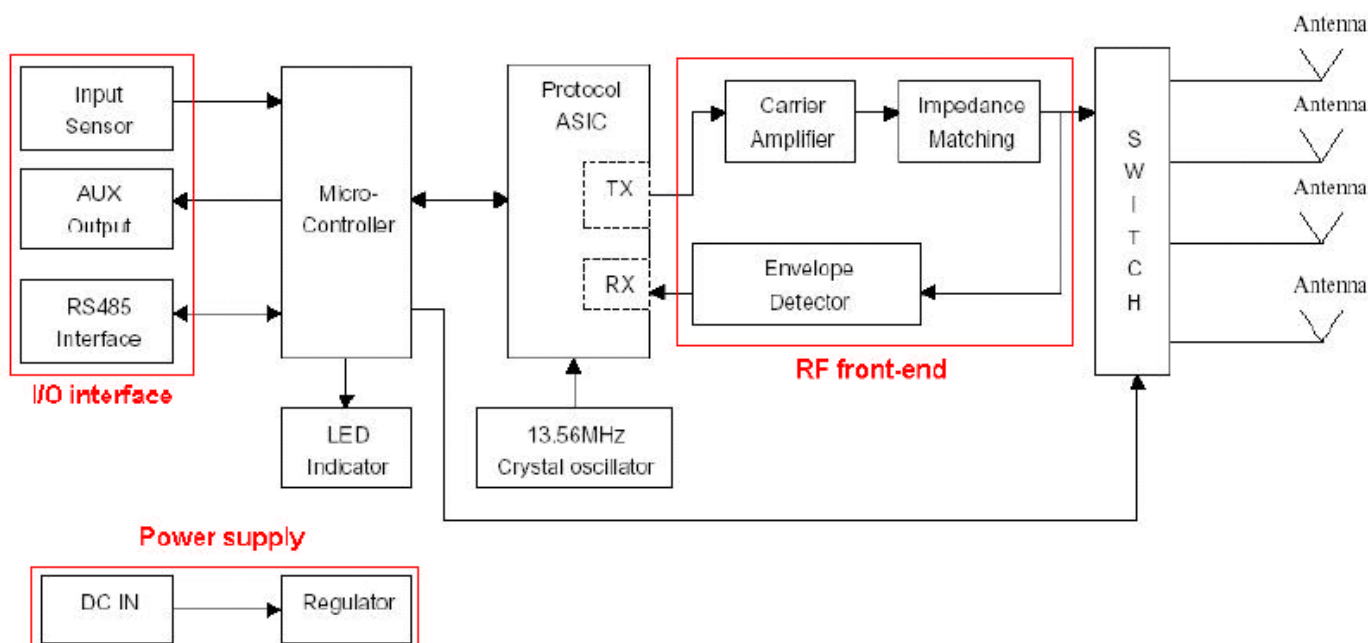 Antenna
Input
Sensor
AUX
Output
RS485
Interface
I/O interface
Micro-
Controller
LED
Indicator
Protocol
ASIC
TX
RX
13.56MHz
Crystal oscillator
Carrier
Amplifier
Impedance
Matching
Envelope
Detector
RF front-end
S
W
I
T
C
H
Antenna
Antenna
Antenna
Power supply
DC IN
Regulator